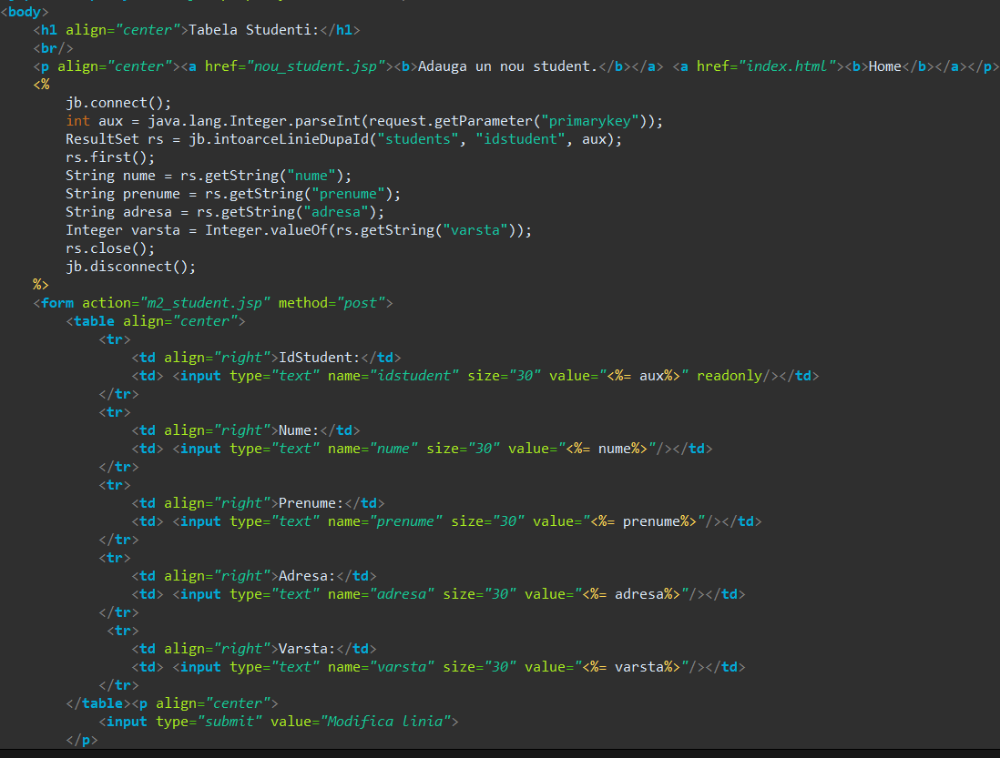 <body>
<h1 align="center">Tabela Studenti:</h1>
<br/>
<p align="center"><a href="nou_student.jsp"><b>Adauga un nou student.</b></a> <a href="index.html"><b>Home</b></a></p>
<%
jb.connect();
int aux = java.lang.Integer.parseInt(request.getParameter("primarykey"));
ResultSet rs = jb.intoarceLinieDupaId("students", "idstudent", aux);
rs.first();
String nume = rs.getString("nume");
String prenume = rs.getString("prenume");
String adresa = rs.getString("adresa");
Integer varsta = Integer.valueOf(rs.getString("varsta"));
rs.close();
jb.disconnect();
%>
<form action="m2_student.jsp" method="post">
<table align="center">
<tr>
<td align="right">IdStudent:</td>
<td> <input type="text" name="idstudent" size="30" value="<%= aux%>" readonly/></td>
</tr>
<tr>
<td align="right">Nume:</td>
<td> <input type="text" name="nume" size="30" value="<%= nume%>"/></td>
</tr>
<tr>
<td align="right">Prenume:</td>
<td> <input type="text" name="prenume" size="30" value="<%= prenume%>"/></td>
</tr>
<tr>
<td align="right">Adresa:</td>
<td> <input type="text" name="adresa" size="30" value="<%= adresa%>"/></td>
</tr>
<tr>
<td align="right">Varsta:</td>
<td> <input type="text" name="varsta" size="30" value="<%= varsta%>"/></td>
</tr>
</table><p align="center">
<input type="submit" value="Modifica linia">
</p>